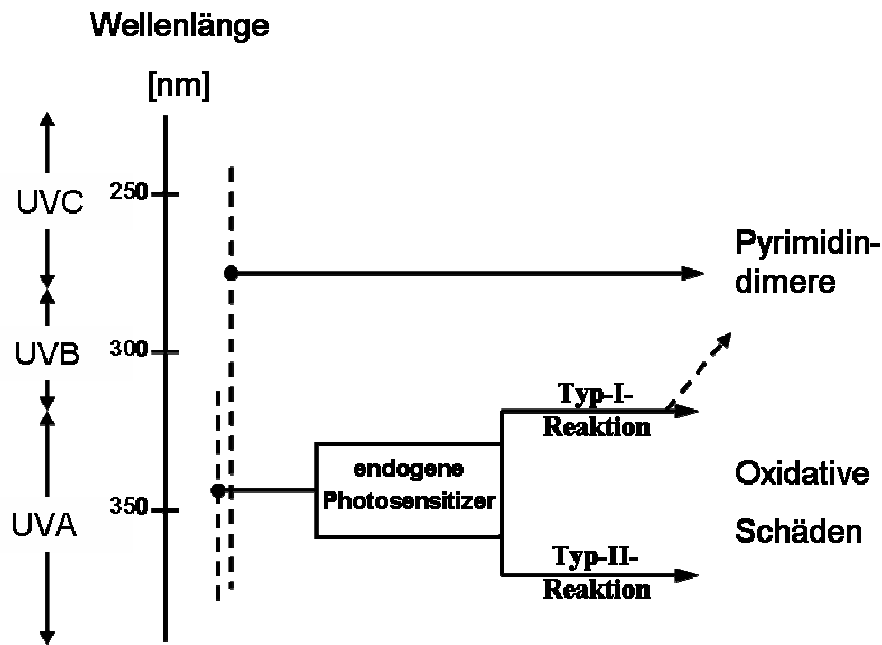 Wellenlänge
[nm]
UVC
250
Pyrimidin-
dimere
UVB
300
Typ-I-
Reaktion
endogene
Photosensitizer
Oxidative
Schäden
UVA
350
Typ-II-
Reaktion